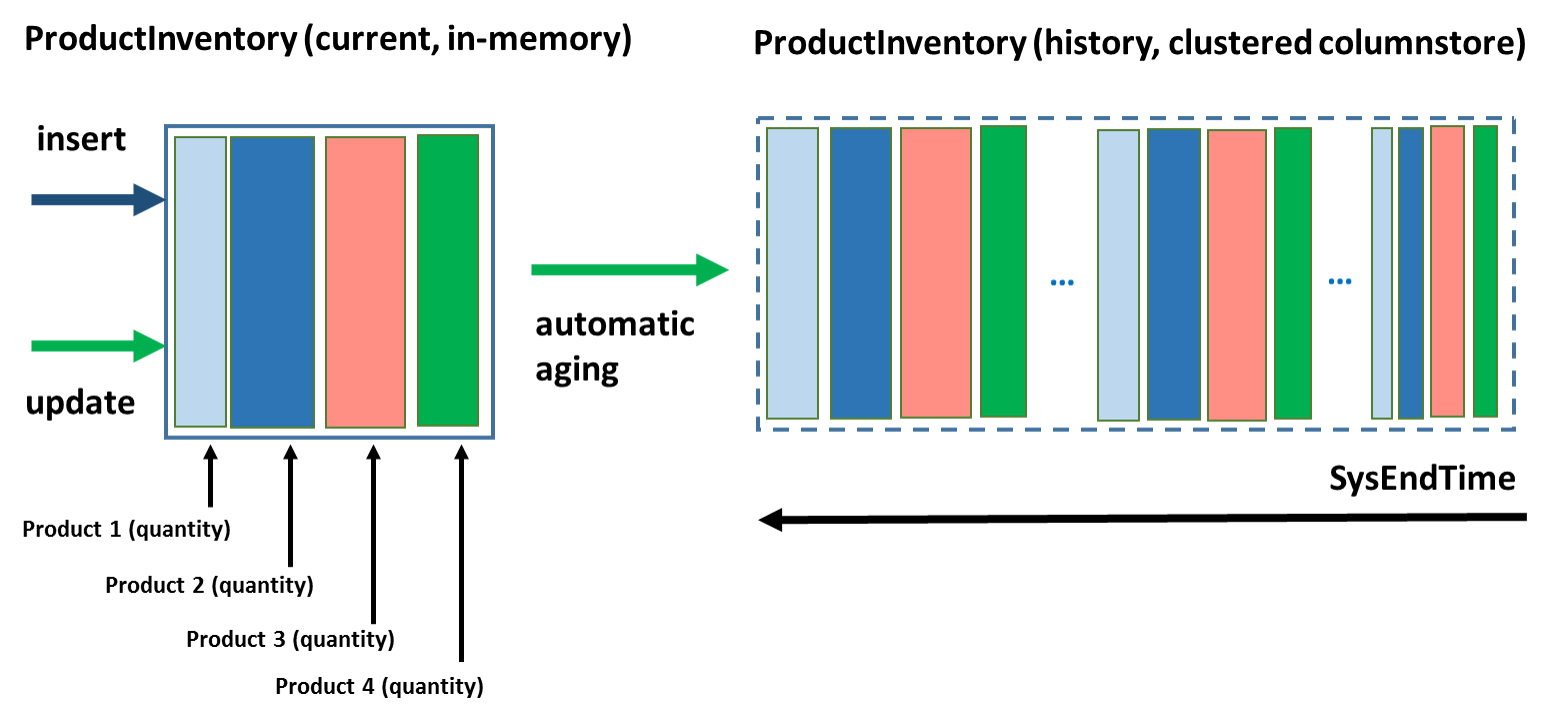 ProductInventory (current, in-memory)
ProductInventory (history, clustered columnstore)
insert
update
automatic
aging
...
...
SysEndTime
Product 1 (quantity)
Product 2 (quantity)
Product 3 (quantity)
Product 4 (quantity)